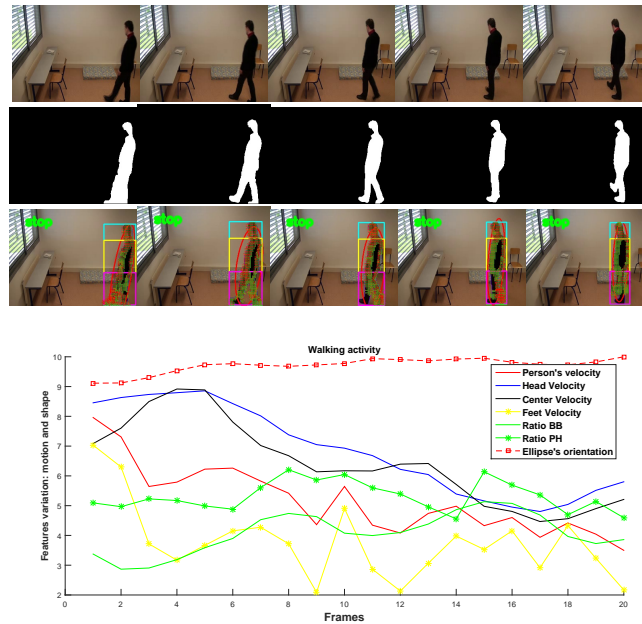 stop stop stop stop stop
Walking activity
Features variation: motion and shape
10
9
8
7
6
5
4
3
2
Person's velocity
Head Velocity
Center Velocity
Feet Velocity
Ratio BB
Ratio PH
Ellipse's orientation
0 2 4 6 8 10 12 14 16 18 20
Frames